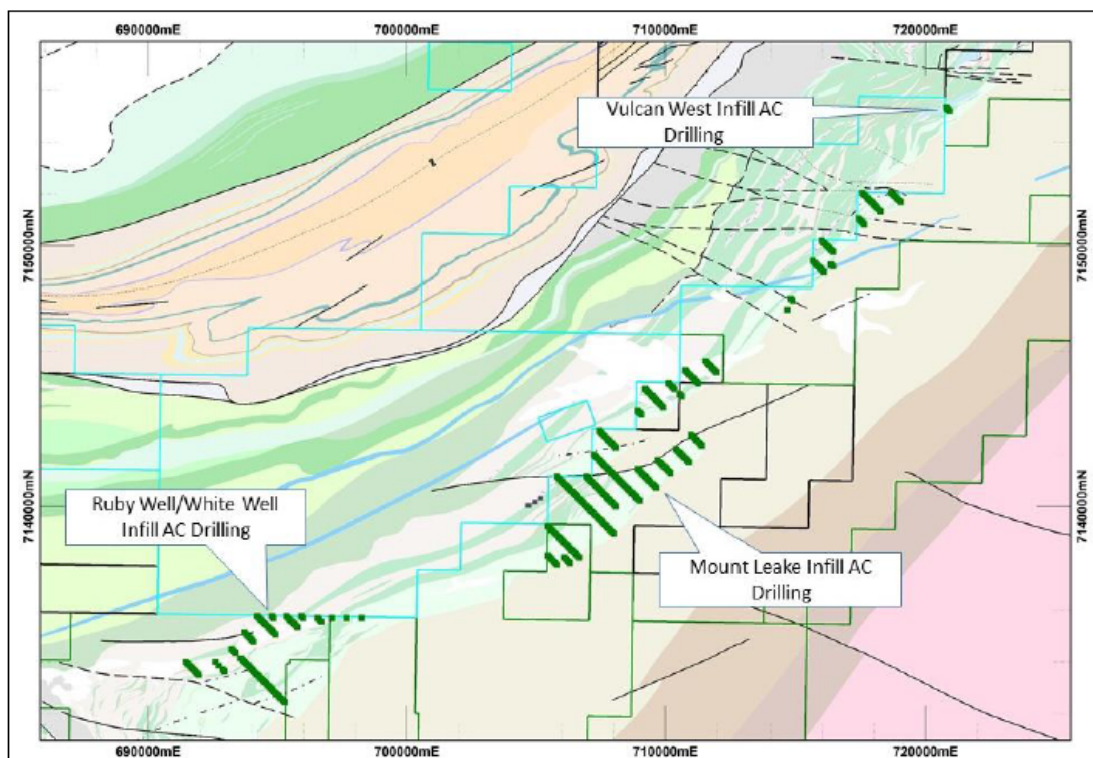 690000mE 700000mE 710000mE 720000mE
Vulcan West Infill AC
Drilling
7150000mN 7150000mN
Ruby Well/White Well
Infill AC Drilling
7140000mN 7140000mN
Mount Leake Infill AC
Drilling
690000mE 700000mE 710000mE 720000mE